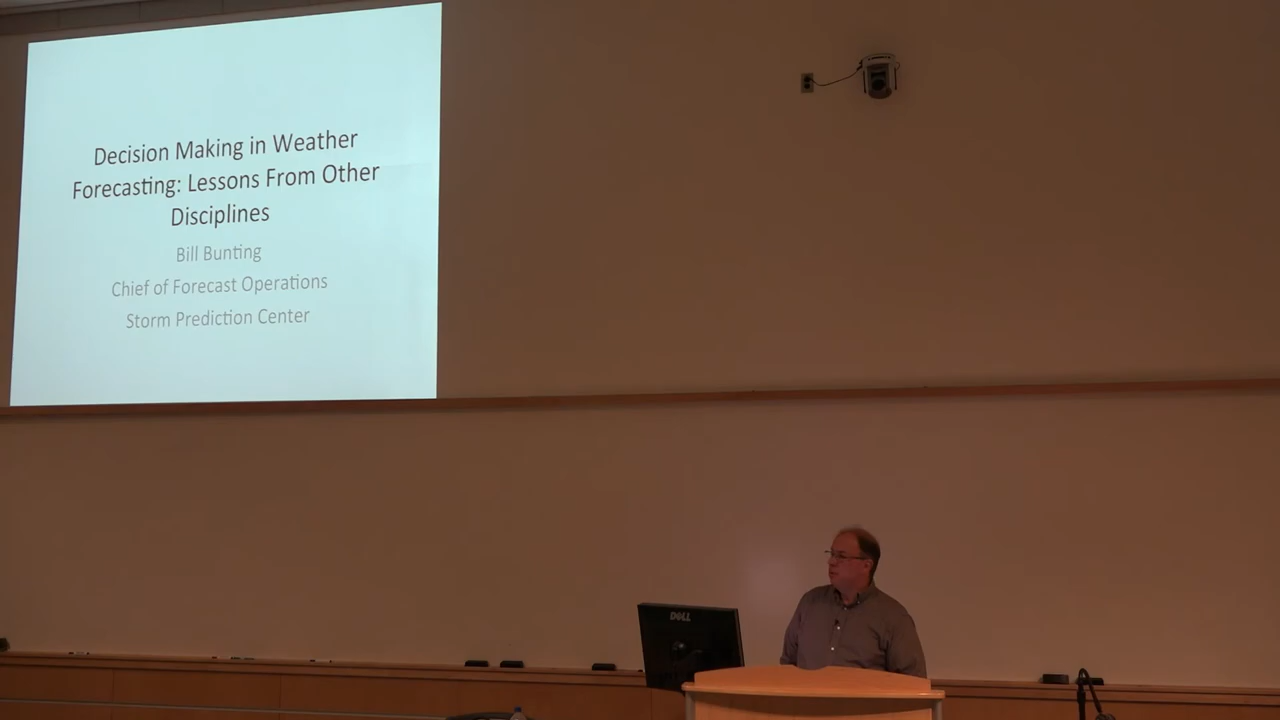 Decision Making in Weather
Forecasting: Lessons From Other
Disciplines
Bill Bunting
Chief of Forecast Operations
Storm Prediction Center
DELL